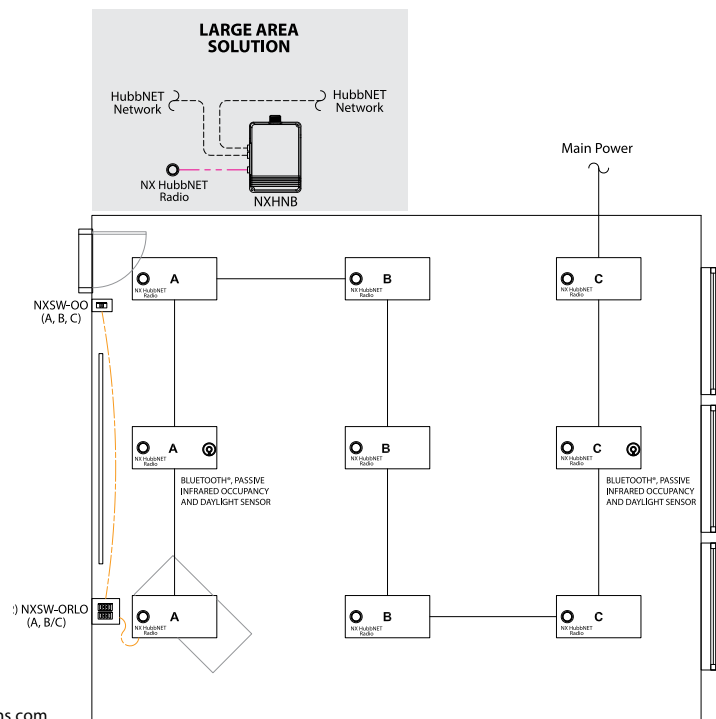 LARGE AREA
SOLUTION
HubbNET
Network
HubbNET
Network
NX HubbNET
Radio
NXHNB
Main Power
A
NX HubbNET
Radio
B
NX HubbNET
Radio
C
NX HubbNET
Radio
NXSW-OO
(A, B, C)
A
NX HubbNET
Radio
B
NX HubbNET
Radio
C
NX HubbNET
Radio
BLUETOOTH®, PASSIVE
INFRARED OCCUPANCY
AND DAYLIGHT SENSOR
BLUETOOTH®, PASSIVE
INFRARED OCCUPANCY
AND DAYLIGHT SENSOR
) NXSW-ORLO
(A, B/C)
A
NX HubbNET
Radio
B
NX HubbNET
Radio
C
NX HubbNET
Radio